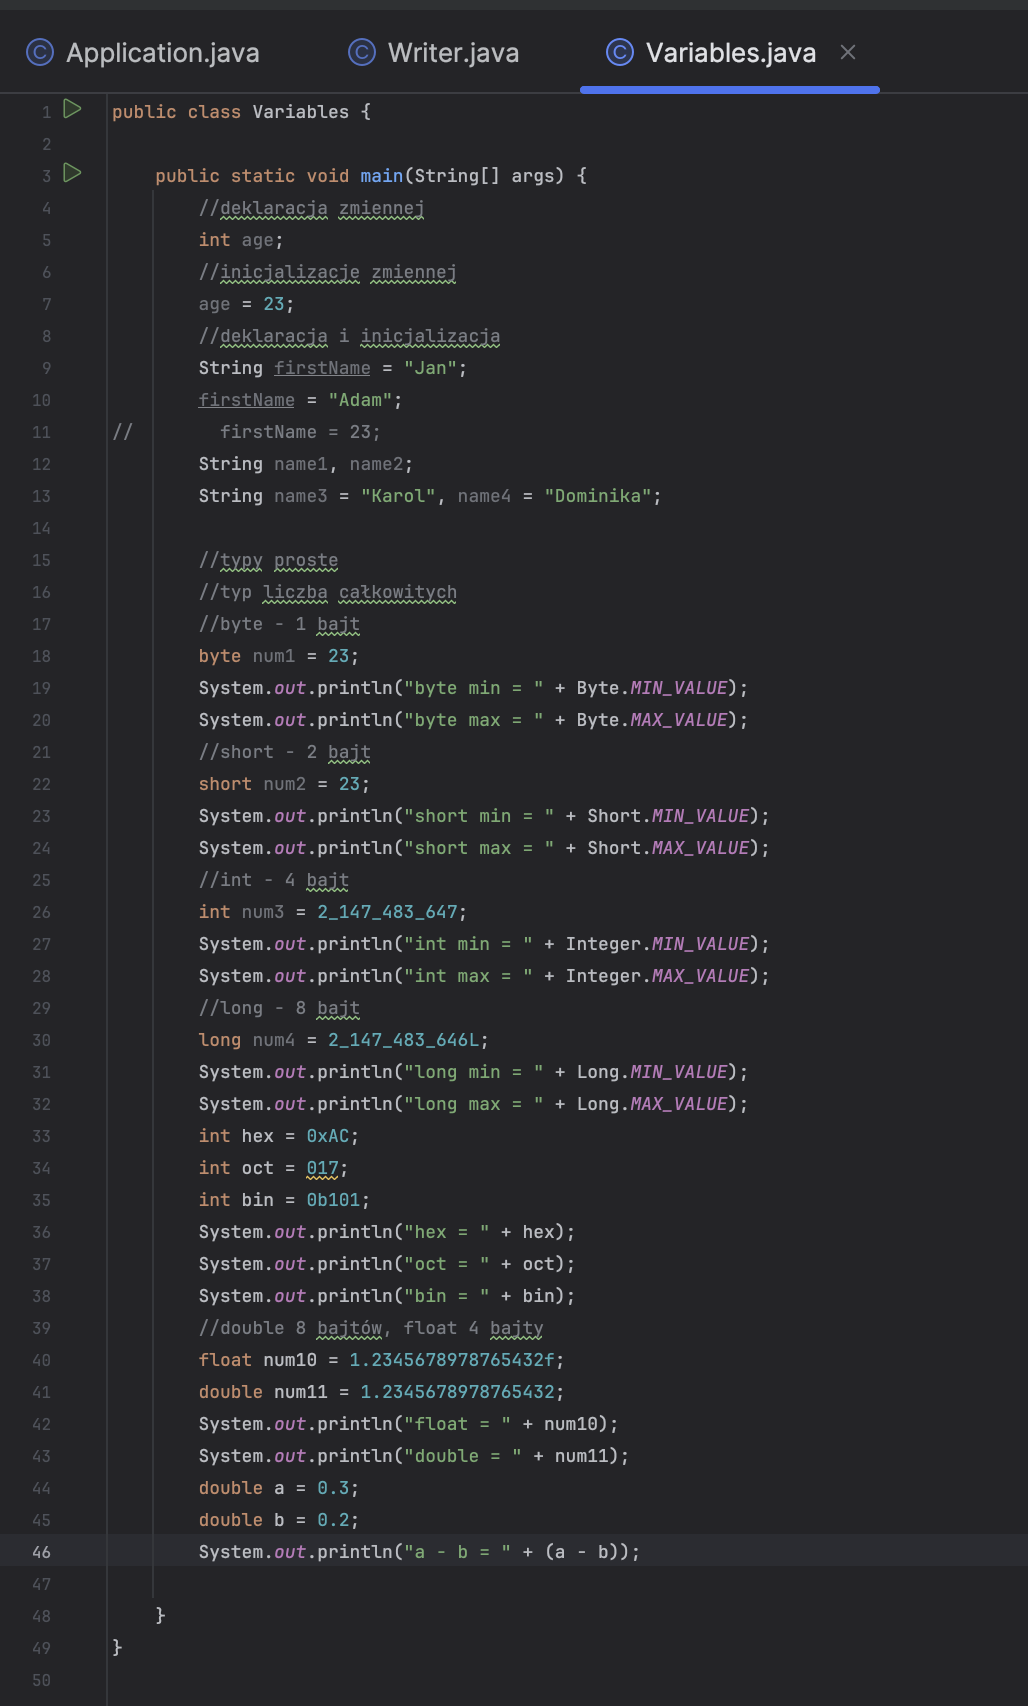 Application.java Writer.java Variables.java
1 public class Variables {
2
3 public static void main(String[] args) {
4 //deklaracja zmiennej
5 int age;
6 //inicjalizacje zmiennej
7 age = 23;
8 //deklaracja i inicjalizacja
9 String firstName = "Jan";
10 firstName = "Adam";
11 // firstName = 23;
12 String name1, name2;
13 String name3 = "Karol", name4 = "Dominika";
14
15 //typy proste
16 //typ liczba całkowitych
17 //byte - 1 bajt
18 byte num1 = 23;
19 System.out.println("byte min = " + Byte.MIN_VALUE);
20 System.out.println("byte max = " + Byte.MAX_VALUE);
21 //short - 2 bajt
22 short num2 = 23;
23 System.out.println("short min = " + Short.MIN_VALUE);
24 System.out.println("short max = " + Short.MAX_VALUE);
25 //int - 4 bajt
26 int num3 = 2_147_483_647;
27 System.out.println("int min = " + Integer.MIN_VALUE);
28 System.out.println("int max = " + Integer.MAX_VALUE);
29 //long - 8 bajt
30 long num4 = 2_147_483_646L;
31 System.out.println("long min = " + Long.MIN_VALUE);
32 System.out.println("long max = " + Long.MAX_VALUE);
33 int hex = 0xAC;
34 int oct = 017;
35 int bin = 0b101;
36 System.out.println("hex = " + hex);
37 System.out.println("oct = " + oct);
38 System.out.println("bin = " + bin);
39 //double 8 bajtów, float 4 bajty
40 float num10 = 1.2345678978765432f;
41 double num11 = 1.2345678978765432;
42 System.out.println("float = " + num10);
43 System.out.println("double = " + num11);
44 double a = 0.3;
45 double b = 0.2;
46 System.out.println("a - b = " + (a - b));
47
48 }
49 }
50